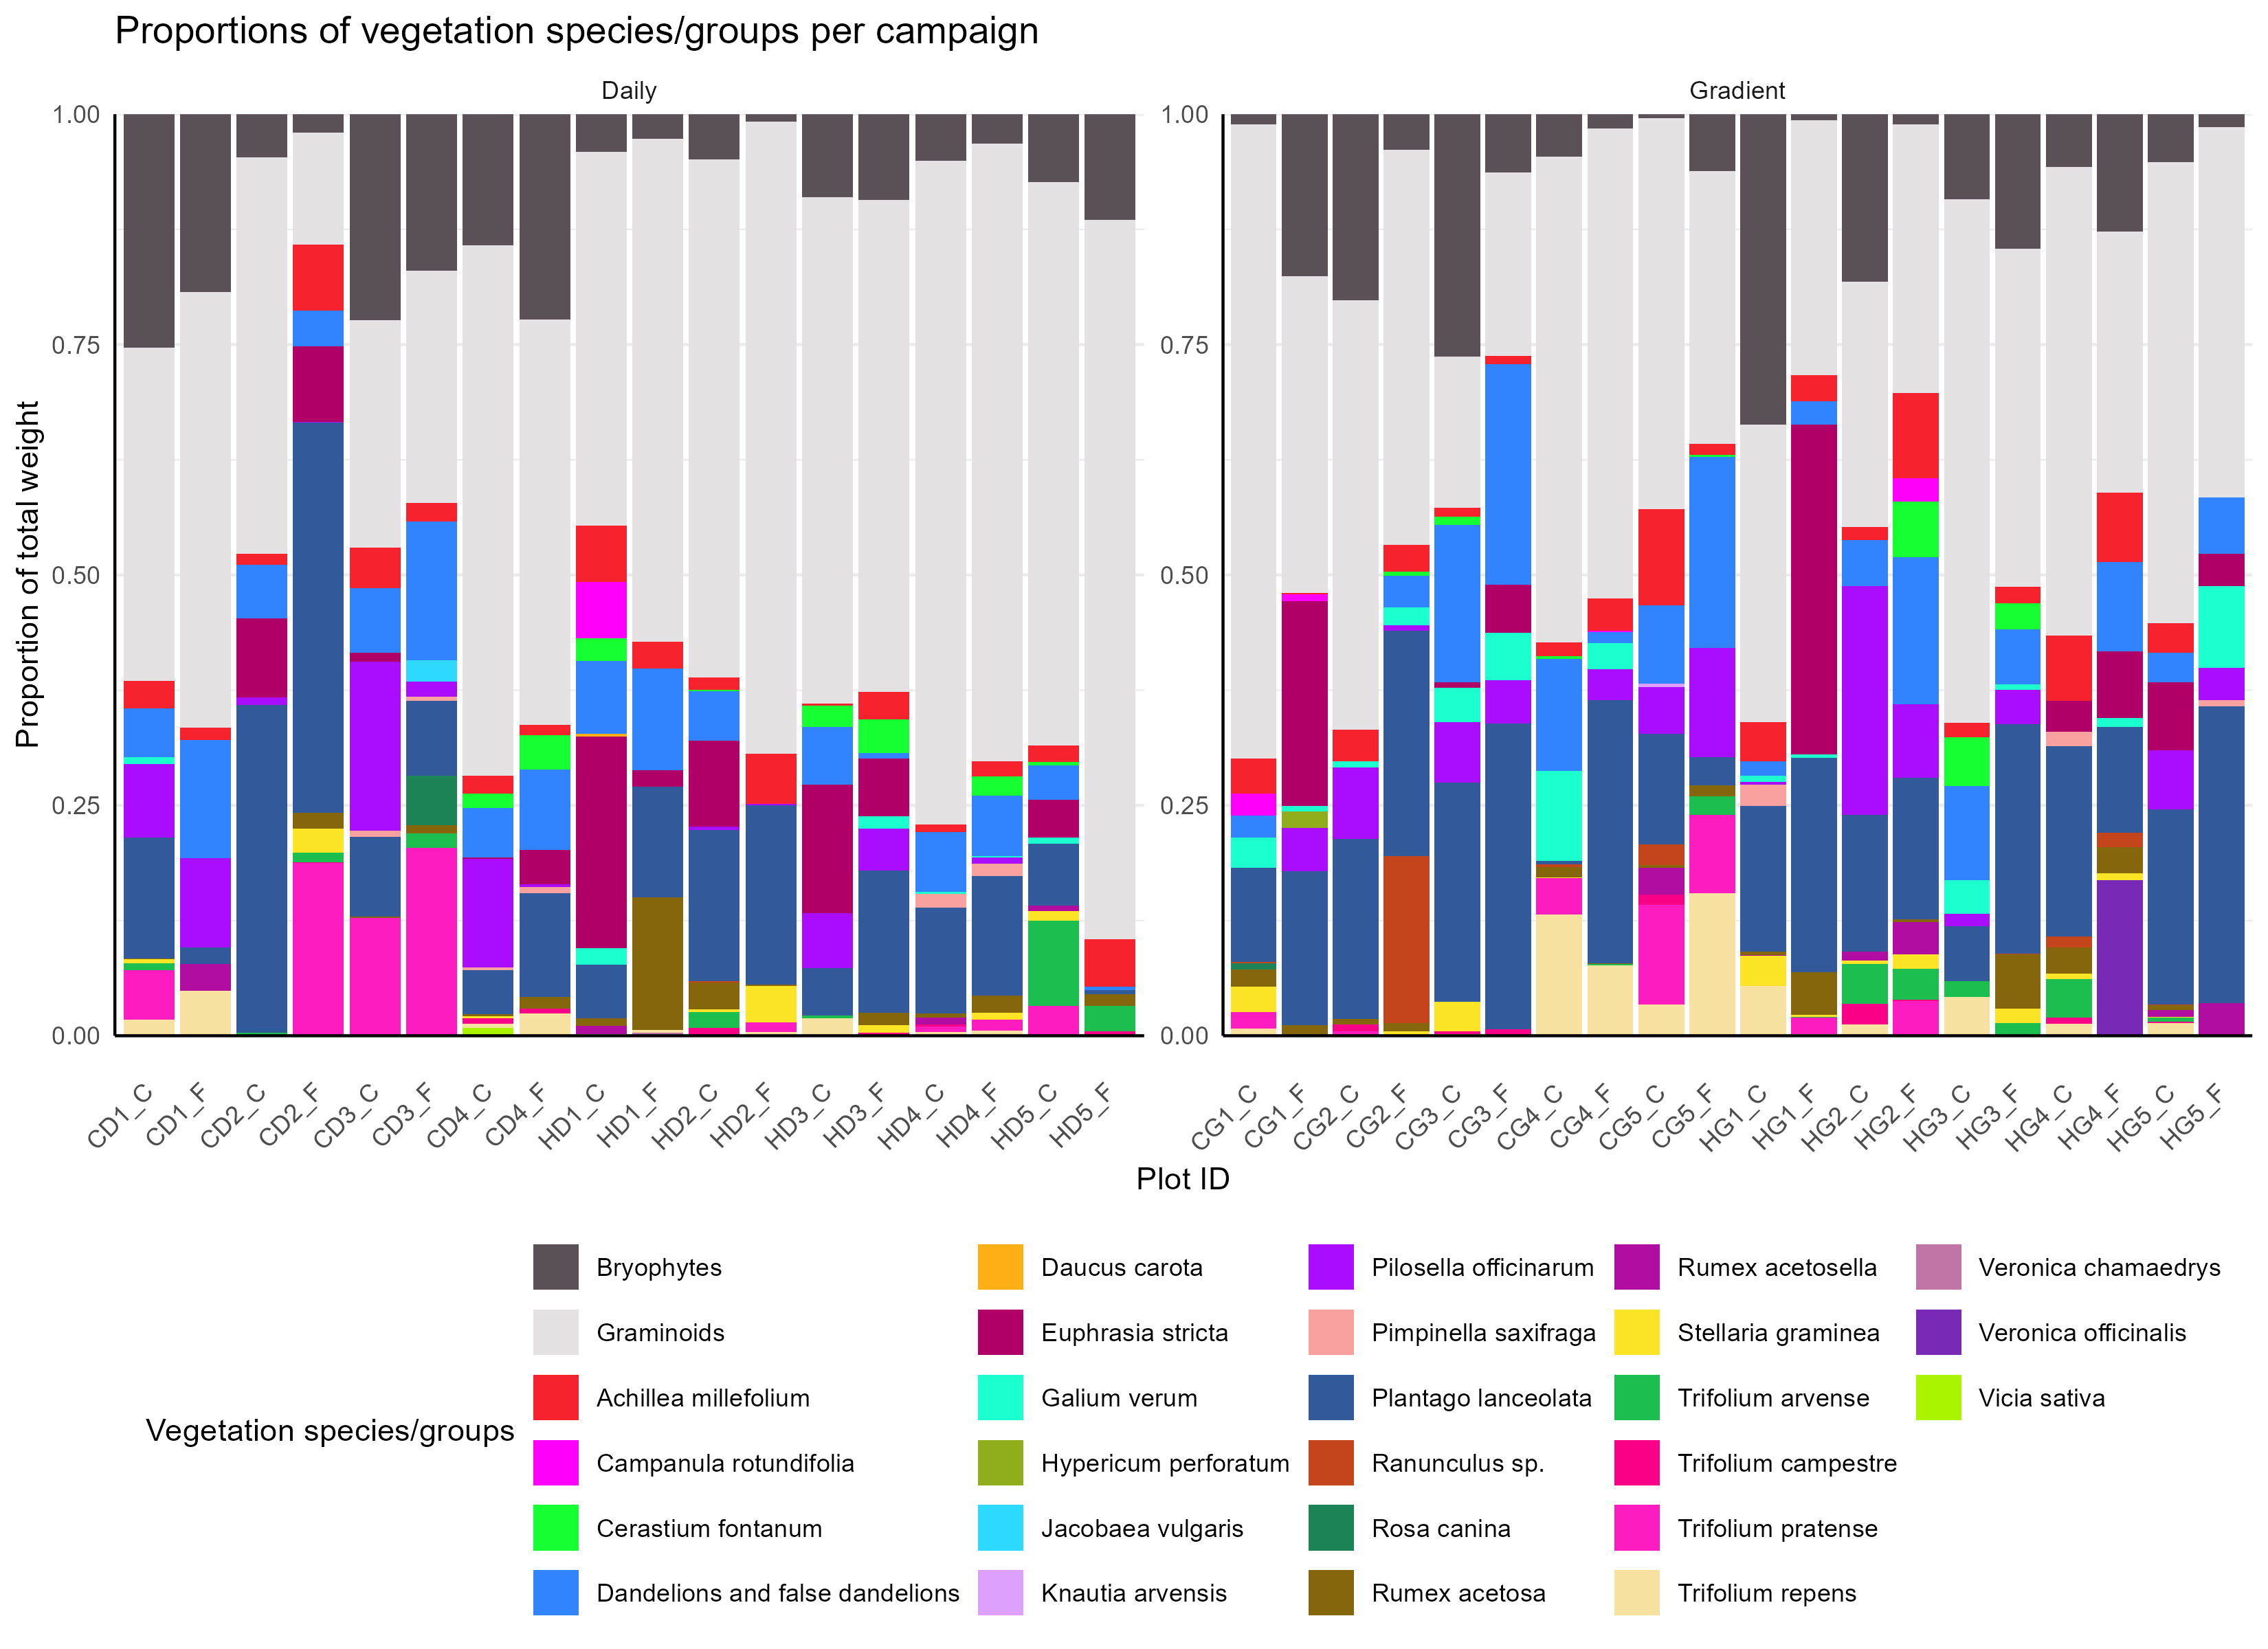 Proportions of vegetation species/groups per campaign
Daily
Gradient
Proportion of total weight
1.00
0.75
0.50
0.25
0.00
1.00
0.75
0.50
0.25
0.00
CD1_C
CD1_F
CD2_C
CD2_F
CD3_C
CD3_F
CD4_C
CD4_F
HD1_C
HD1_F
HD2_C
HD2_F
HD3_C
HD3_F
HD4_C
HD4_F
HD5_C
HD5_F
CG1_C
CG1_F
CG2_C
CG2_F
CG3_C
CG3_F
CG4_C
CG4_F
CG5_C
CG5_F
HG1_C
HG1_F
HG2_C
HG2_F
HG3_C
HG3_F
HG4_C
HG4_F
HG5_C
HG5_F
Plot ID
Vegetation species/groups
Bryophytes
Graminoids
Achillea millefolium
Campanula rotundifolia
Cerastium fontanum
Dandelions and false dandelions
Daucus carota
Euphrasia stricta
Galium verum
Hypericum perforatum
Jacobaea vulgaris
Knautia arvensis
Pilosella officinarum
Pimpinella saxifraga
Plantago lanceolata
Ranunculus sp.
Rosa canina
Rumex acetosa
Rumex acetosella
Stellaria graminea
Trifolium arvense
Trifolium campestre
Trifolium pratense
Trifolium repens
Veronica chamaedrys
Veronica officinalis
Vicia sativa